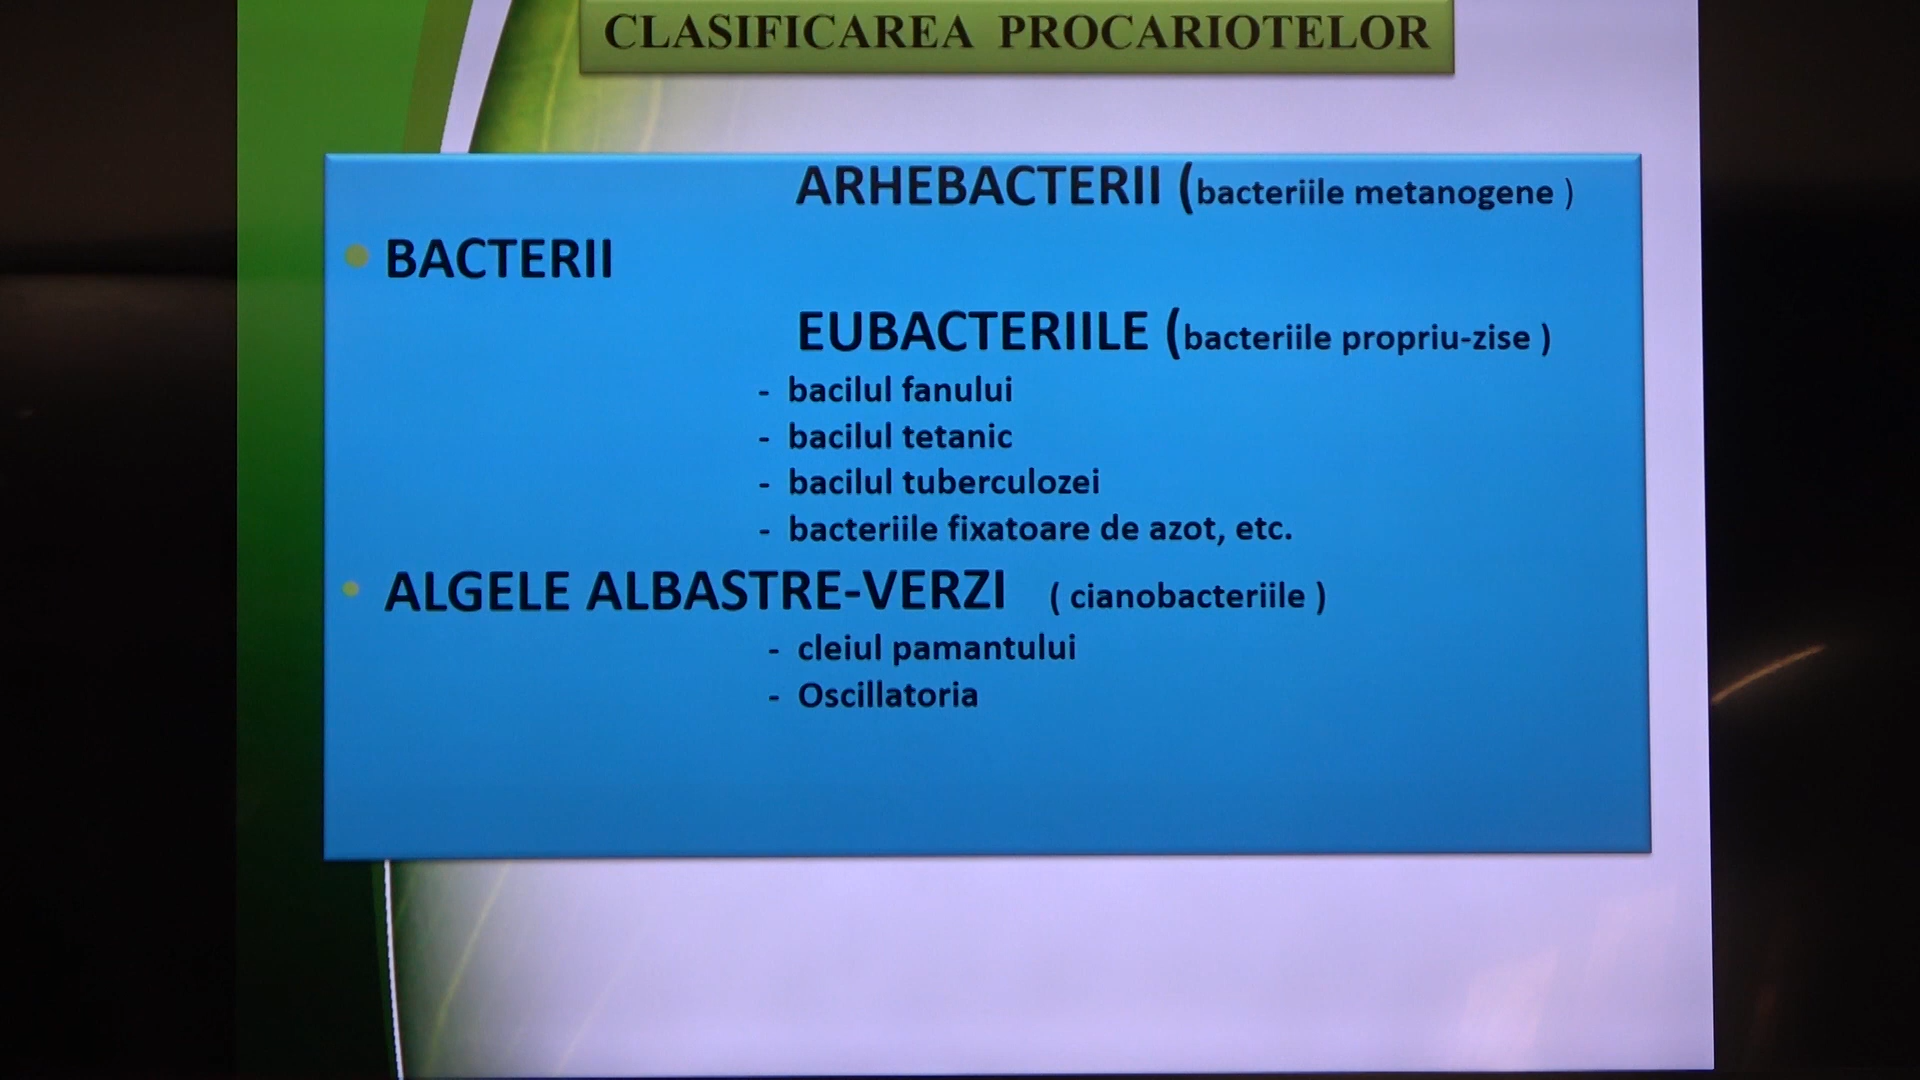 CLASIFICAREA PROCARIOTELOR
ARHEBACTERII (bacteriile metanogene )
• BACTERII
EUBACTERIILE (bacteriile propriu-zise )
- bacilul fanului
- bacilul tetanic
- bacilul tuberculozei
- bacteriile fixatoare de azot, etc.
• ALGELE ALBASTRE-VERZI ( cianobacteriile )
- cleiul pamantului
- Oscillatoria